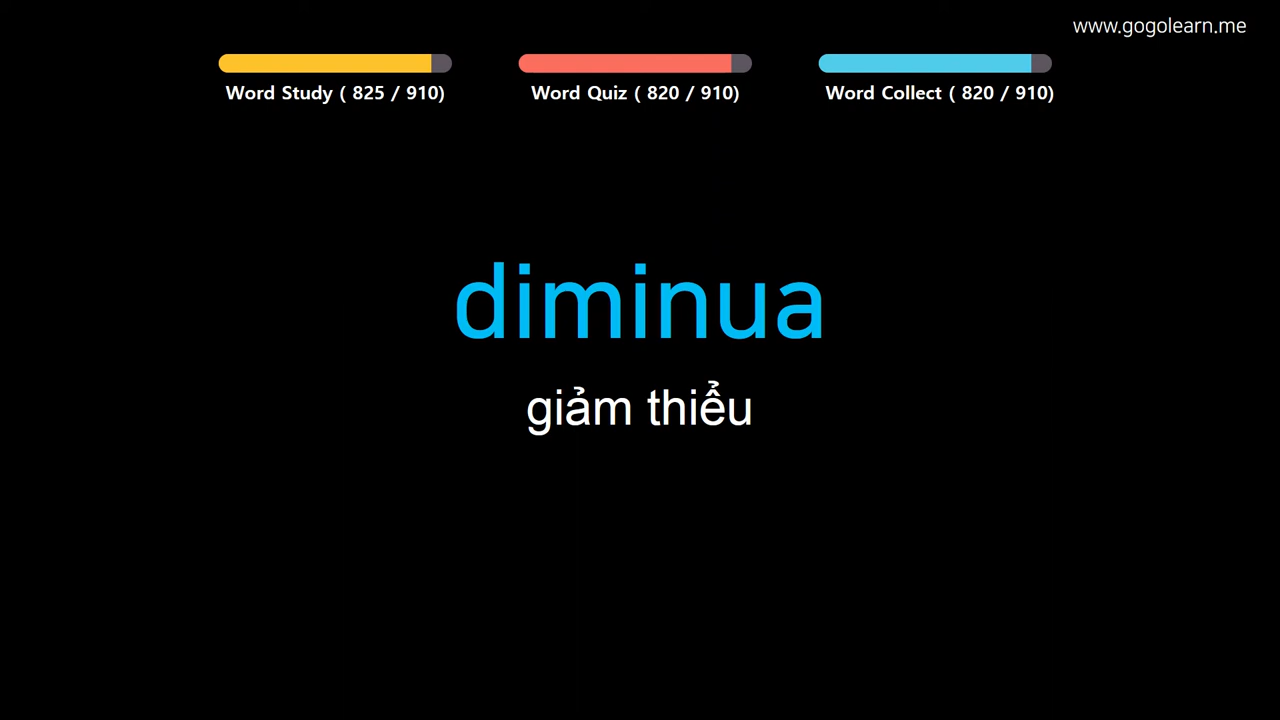 www.gogolearn.me
Word Study ( 825 / 910)
Word Quiz ( 820 / 910)
Word Collect ( 820 / 910)
diminua
giảm thiểu